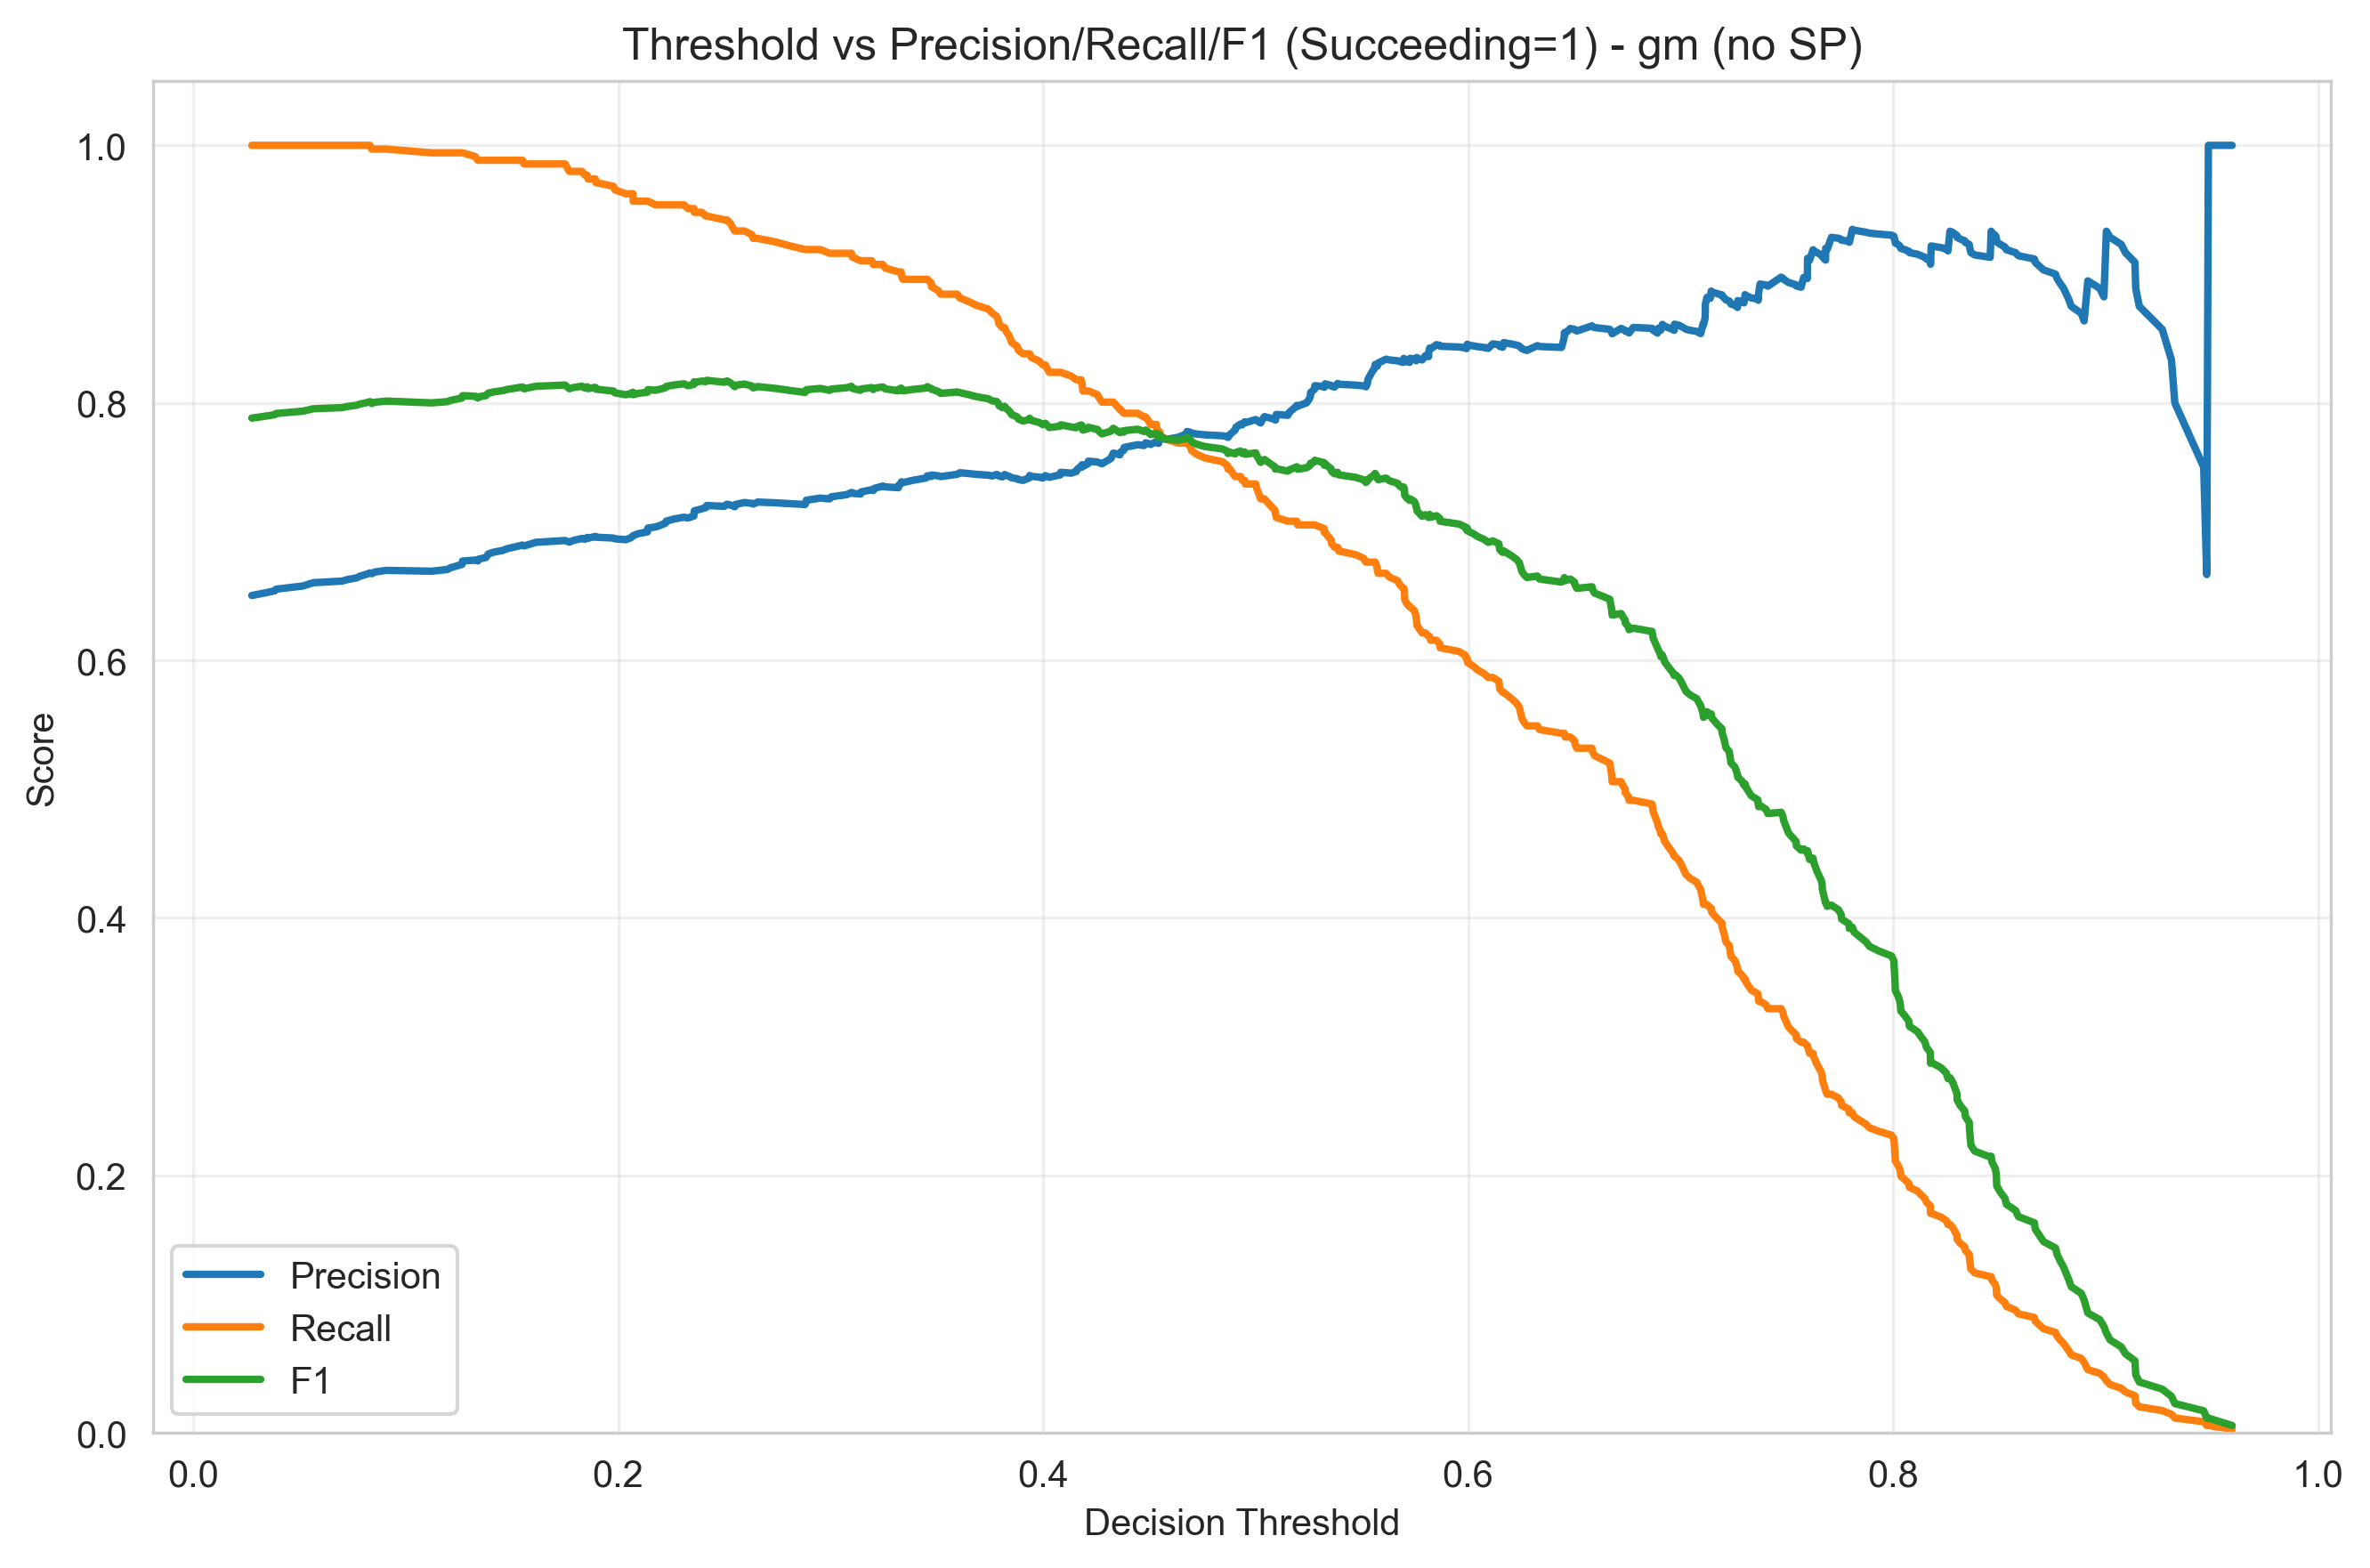 Threshold vs Precision/Recall/F1 (Succeeding=1) - gm (no SP)
Score
1.0
0.8
0.6
0.4
0.2
0.0
Precision
Recall
F1
0.0 0.2 0.4 0.6 0.8 1.0
Decision Threshold